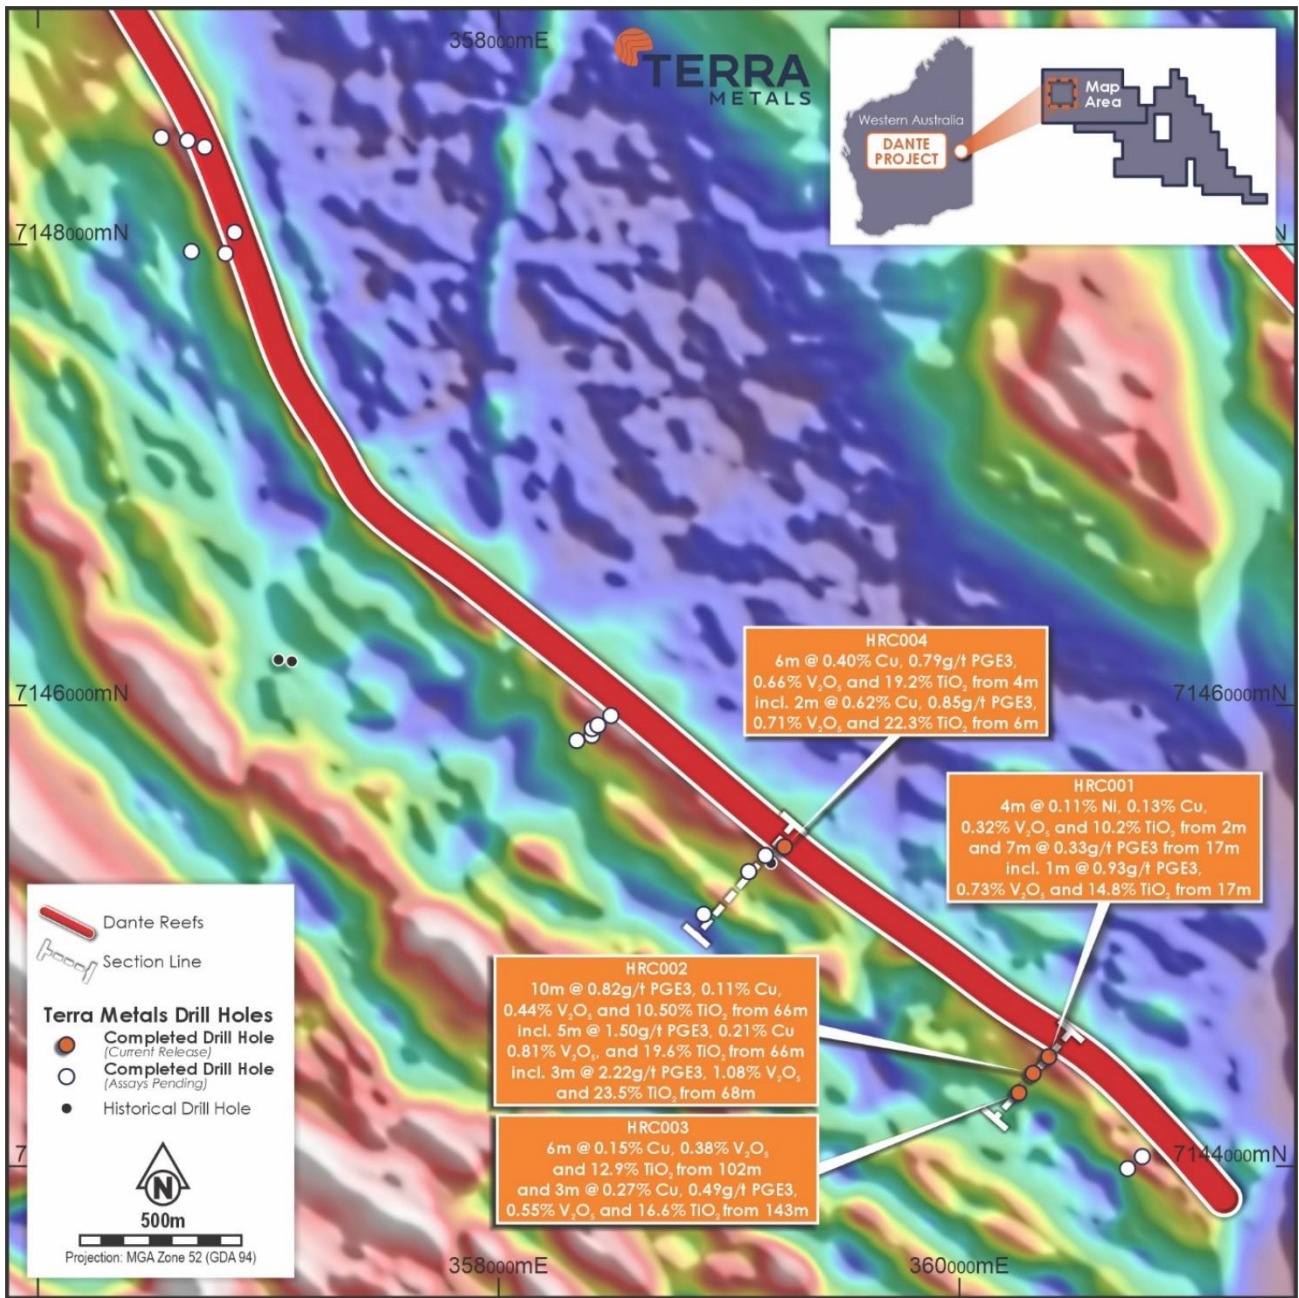 358000mE
TERRA
METALS
Western Australia
DANTE
PROJECT
Map
Area
7148000mN
N
7146000mN
7146000mN
HRC004
6m @ 0.40% Cu, 0.79g/t PGE3,
0.66% V₂O₅ and 19.2% TiO₂ from 4m
incl. 2m @ 0.62% Cu, 0.85g/t PGE3,
0.71% V₂O₅ and 22.3% TiO₂ from 6m
HRC001
4m @ 0.11% Ni, 0.13% Cu,
0.32% V₂O₅ and 10.2% TiO₂ from 2m
and 7m @ 0.33g/t PGE3 from 17m
incl. 1m @ 0.93g/t PGE3,
0.73% V₂O₅ and 14.8% TiO₂ from 17m
HRC002
10m @ 0.82g/t PGE3, 0.11% Cu,
0.44% V₂O₅ and 10.50% TiO₂ from 66m
incl. 5m @ 1.50g/t PGE3, 0.21% Cu
0.81% V₂O₅, and 19.6% TiO₂ from 66m
incl. 3m @ 2.22g/t PGE3, 1.08% V₂O₅
and 23.5% TiO₂ from 68m
HRC003
6m @ 0.15% Cu, 0.38% V₂O₅
and 12.9% TiO₂ from 102m
and 3m @ 0.27% Cu, 0.49g/t PGE3,
0.55% V₂O₅ and 16.6% TiO₂ from 143m
Dante Reefs
Section Line
Terra Metals Drill Holes
Completed Drill Hole
(Current Release)
Completed Drill Hole
(Assays Pending)
Historical Drill Hole
7
7144000mN
N
500m
Projection: MGA Zone 52 (GDA 94)
358000mE
360000mE